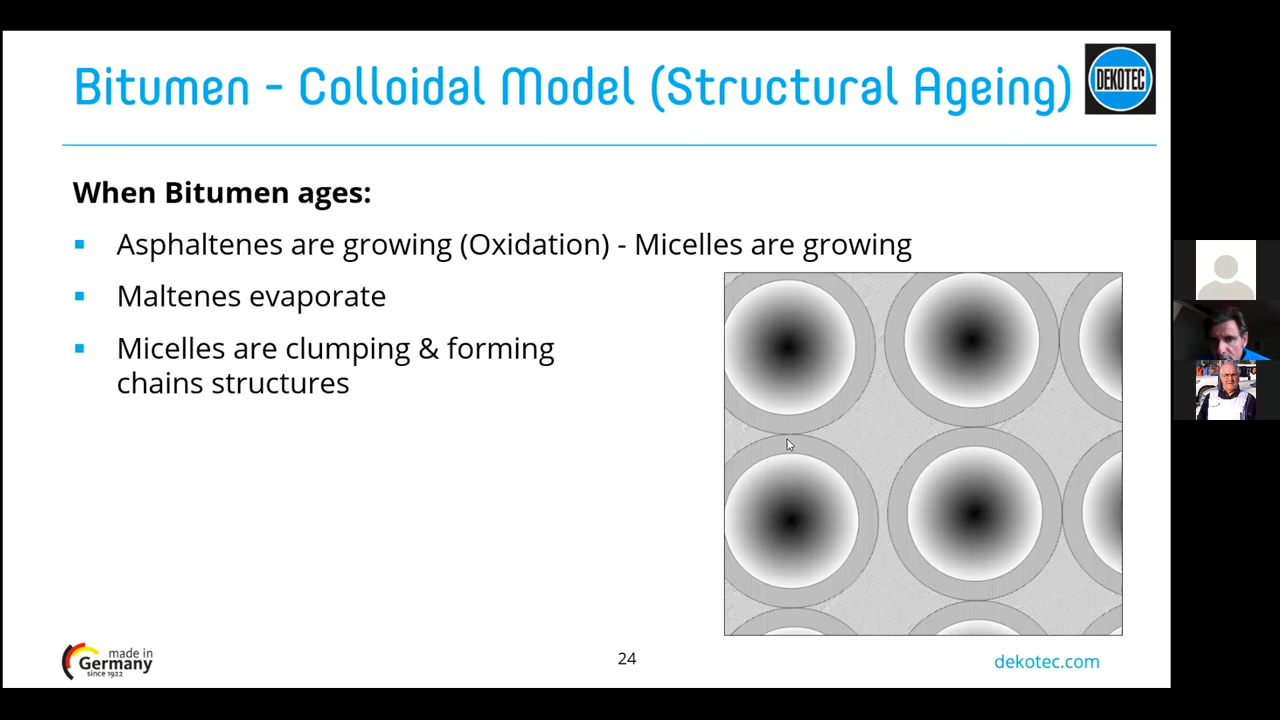 Bitumen - Colloidal Model (Structural Ageing)
DEKOTEC
When Bitumen ages:
Asphaltenes are growing (Oxidation) - Micelles are growing
Maltenes evaporate
Micelles are clumping & forming
chains structures
made in
Germany
since 1922
24
dekotec.com